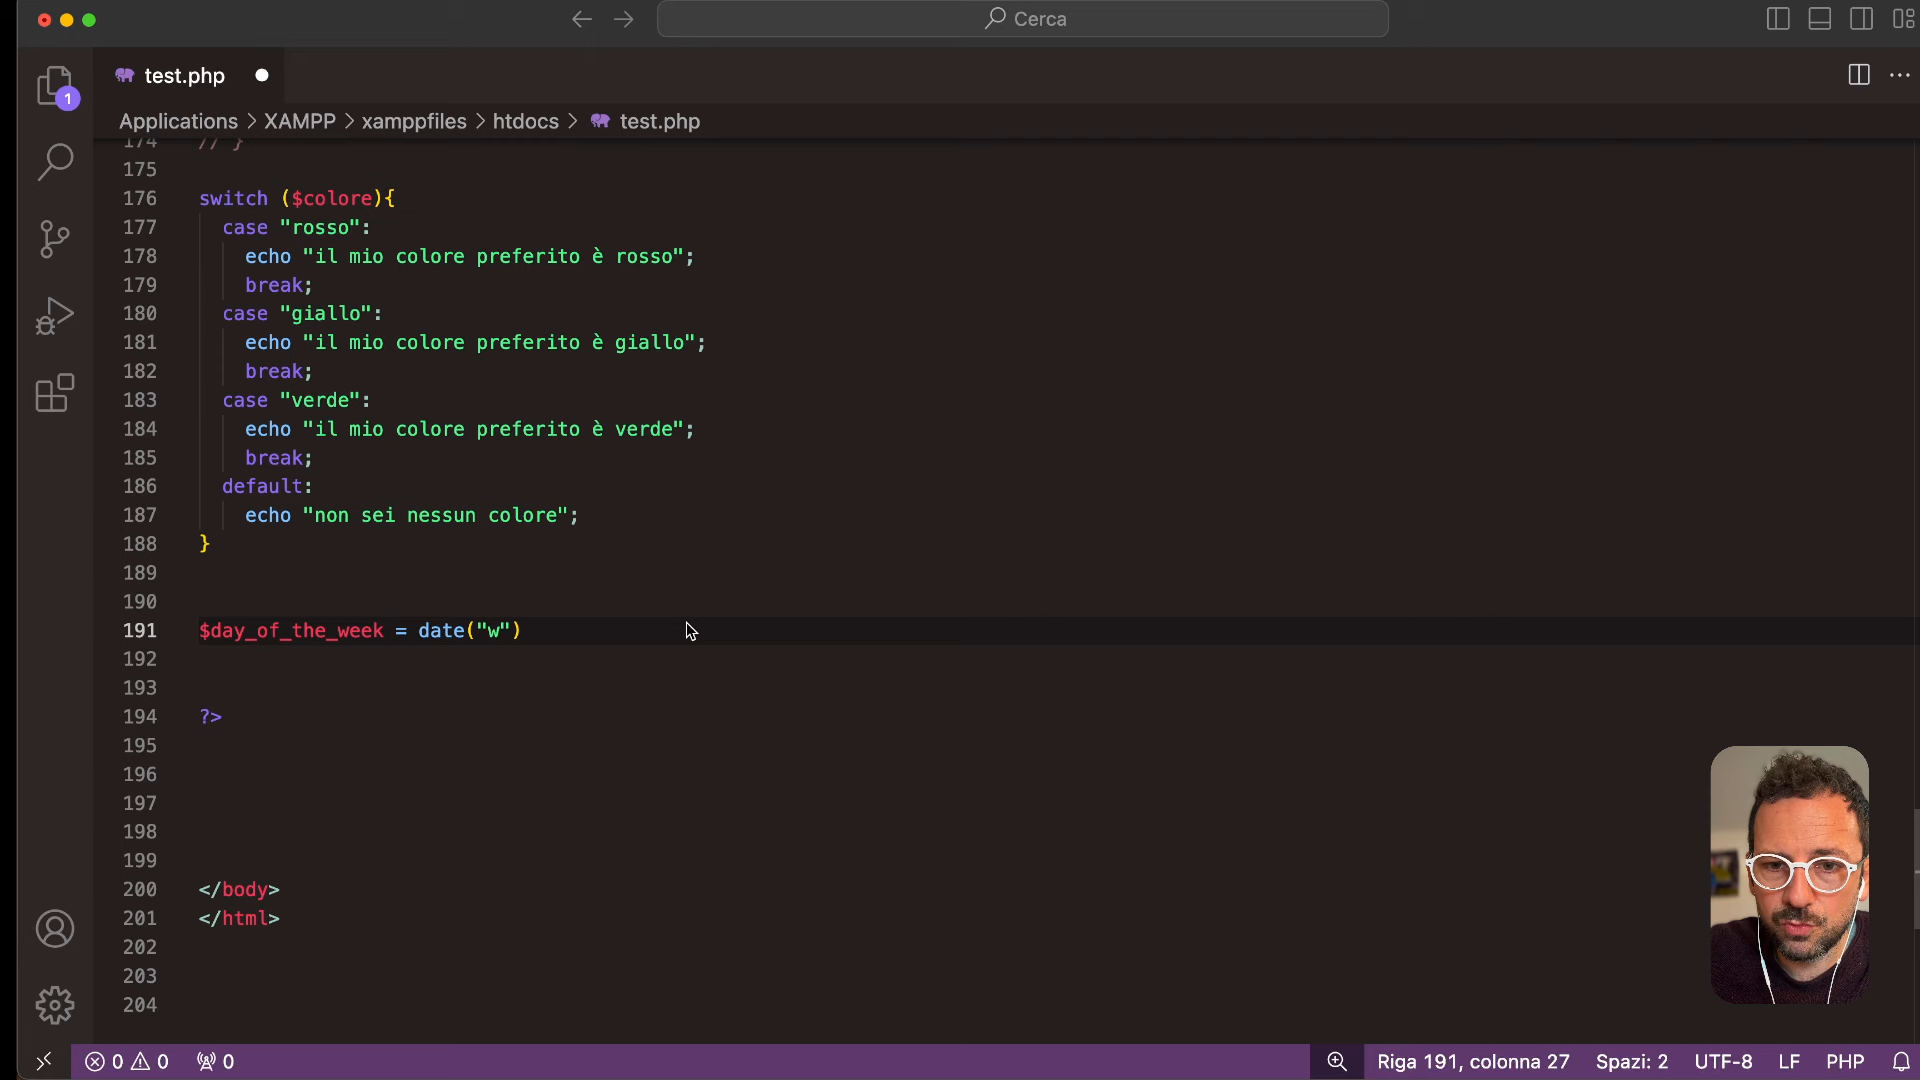 Cerca
test.php
1
Applications > XAMPP > xamppfiles > htdocs > test.php
174 // }
175
176 switch ($colore){
177 case "rosso":
178 echo "il mio colore preferito è rosso";
179 break;
180 case "giallo":
181 echo "il mio colore preferito è giallo";
182 break;
183 case "verde":
184 echo "il mio colore preferito è verde";
185 break;
186 default:
187 echo "non sei nessun colore";
188 }
189
190
191 $day_of_the_week = date("w")
192
193
194 ?>
195
196
197
198
199
200 </body>
201 </html>
202
203
204
0 0 0 Riga 191, colonna 27 Spazi: 2 UTF-8 LF PHP